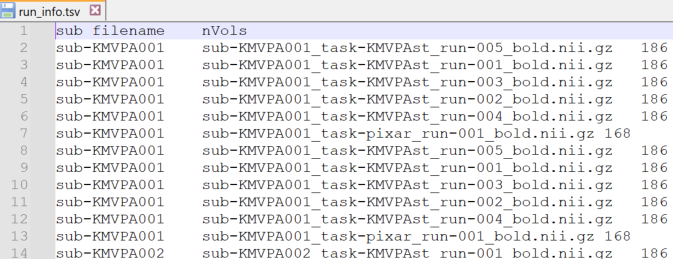 run_info.tsv
1 sub filename nVols
2 sub-KMVPA001 sub-KMVPA001_task-KMVPAst_run-005_bold.nii.gz 186
3 sub-KMVPA001 sub-KMVPA001_task-KMVPAst_run-001_bold.nii.gz 186
4 sub-KMVPA001 sub-KMVPA001_task-KMVPAst_run-003_bold.nii.gz 186
5 sub-KMVPA001 sub-KMVPA001_task-KMVPAst_run-002_bold.nii.gz 186
6 sub-KMVPA001 sub-KMVPA001_task-KMVPAst_run-004_bold.nii.gz 186
7 sub-KMVPA001 sub-KMVPA001_task-pixar_run-001_bold.nii.gz 168
8 sub-KMVPA001 sub-KMVPA001_task-KMVPAst_run-005_bold.nii.gz 186
9 sub-KMVPA001 sub-KMVPA001_task-KMVPAst_run-001_bold.nii.gz 186
10 sub-KMVPA001 sub-KMVPA001_task-KMVPAst_run-003_bold.nii.gz 186
11 sub-KMVPA001 sub-KMVPA001_task-KMVPAst_run-002_bold.nii.gz 186
12 sub-KMVPA001 sub-KMVPA001_task-KMVPAst_run-004_bold.nii.gz 186
13 sub-KMVPA001 sub-KMVPA001_task-pixar_run-001_bold.nii.gz 168
14 sub-KMVPA002 sub-KMVPA002_task-KMVPAst_run-001_bold.nii.gz 186